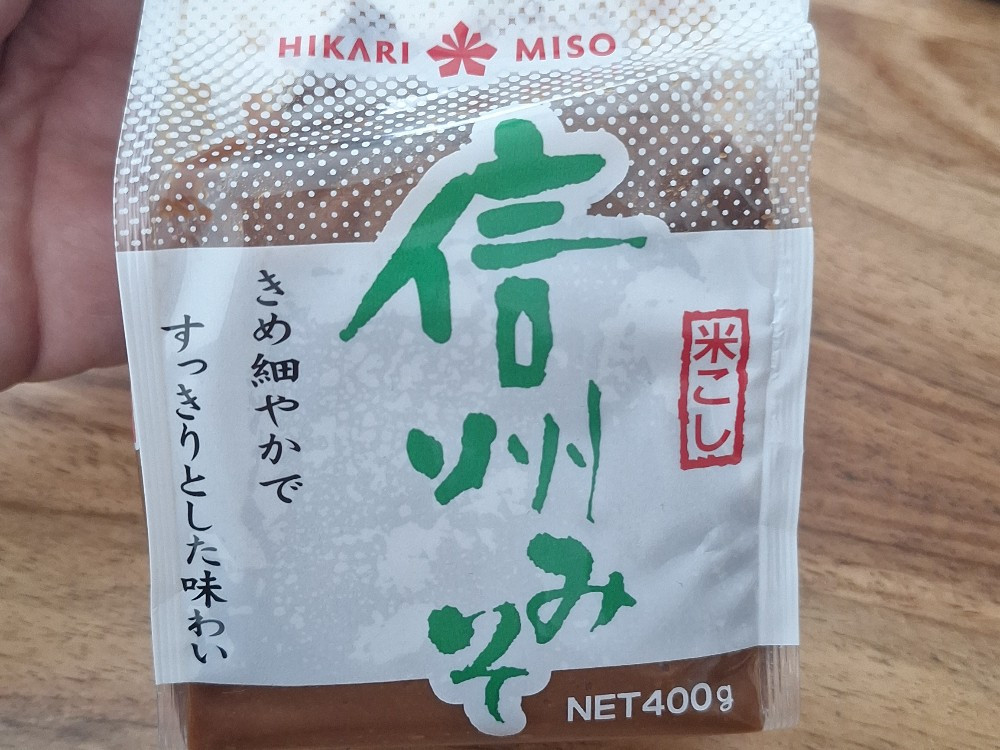 HIKARI MISO
信州みそ
米こし
きめ細やかで
すっきりとした味わい
NET400g